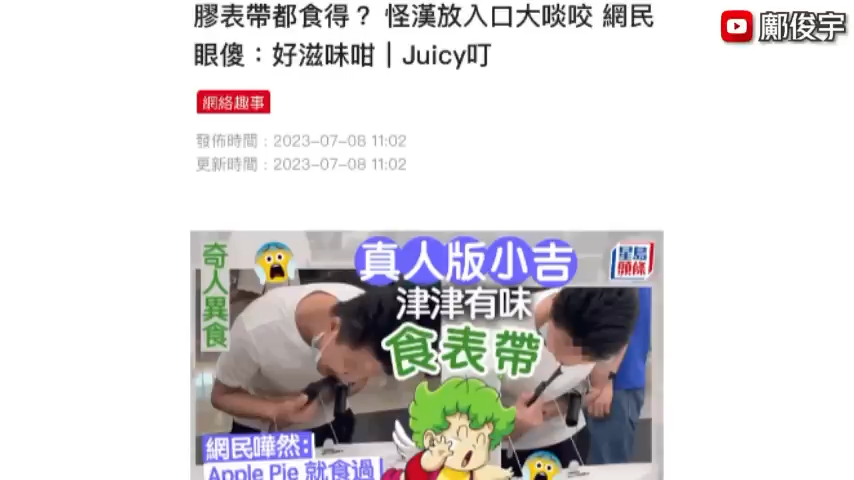 膠表帶都食得？ 怪漢放入口大啖咬 網民
眼傻：好滋味咁｜Juicy叮
鄺俊宇
網絡趣事
發佈時間：2023-07-08 11:02
更新時間：2023-07-08 11:02
奇人異食
真人版小吉
津津有味
食表帶
星島
頭條
網民嘩然：
Apple Pie 就食過